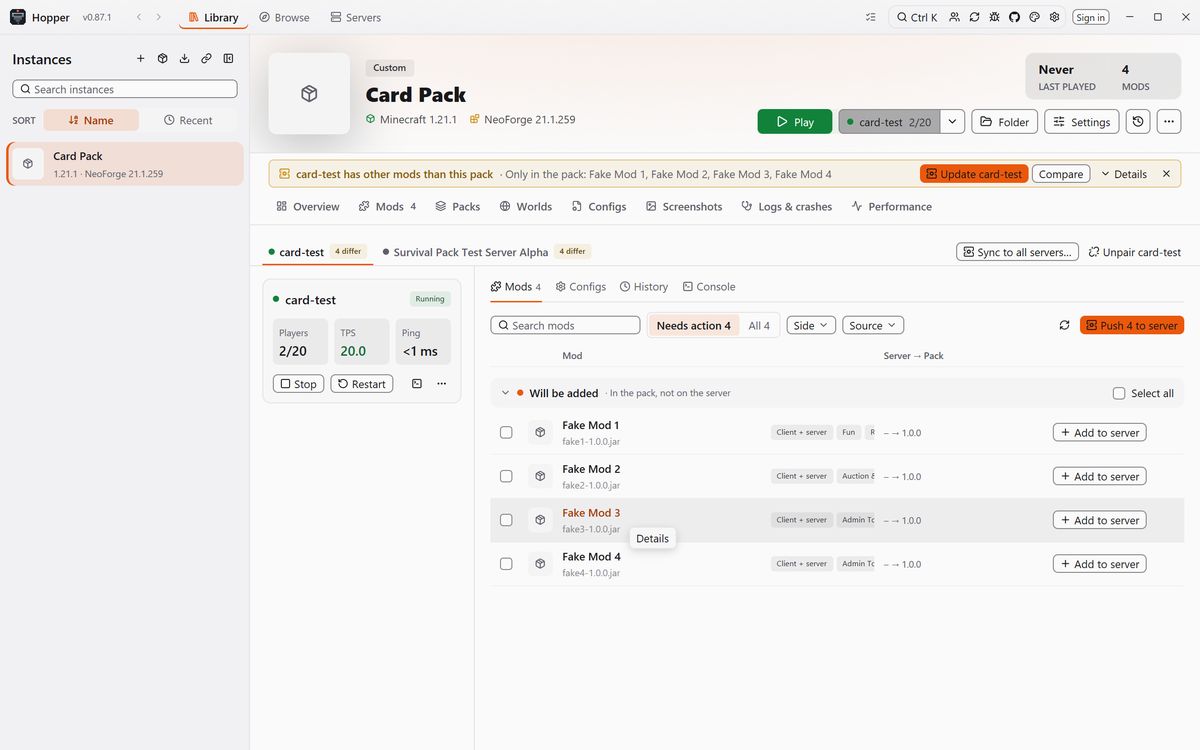 Hopper v0.87.1 Library Browse Servers Ctrl K Sign in
Instances
Search instances
SORT Name Recent
Card Pack
1.21.1 · NeoForge 21.1.259
Custom
Card Pack
Minecraft 1.21.1 NeoForge 21.1.259
Never 4
LAST PLAYED MODS
Play card-test 2/20 Folder Settings
card-test has other mods than this pack · Only in the pack: Fake Mod 1, Fake Mod 2, Fake Mod 3, Fake Mod 4 Update card-test Compare Details
Overview Mods 4 Packs Worlds Configs Screenshots Logs & crashes Performance
card-test 4 differ Survival Pack Test Server Alpha 4 differ Sync to all servers... Unpair card-test
card-test Running
Players TPS Ping
2/20 20.0 <1 ms
Stop Restart
Mods 4 Configs History Console
Search mods Needs action 4 All 4 Side Source Push 4 to server
Mod Server → Pack
Will be added · In the pack, not on the server Select all
Fake Mod 1
fake1-1.0.0.jar
Client + server Fun R – → 1.0.0 Add to server
Fake Mod 2
fake2-1.0.0.jar
Client + server Auction – → 1.0.0 Add to server
Fake Mod 3
fake3-1.0.0.jar
Client + server Admin To – → 1.0.0 Add to server
Details
Fake Mod 4
fake4-1.0.0.jar
Client + server Admin To – → 1.0.0 Add to server